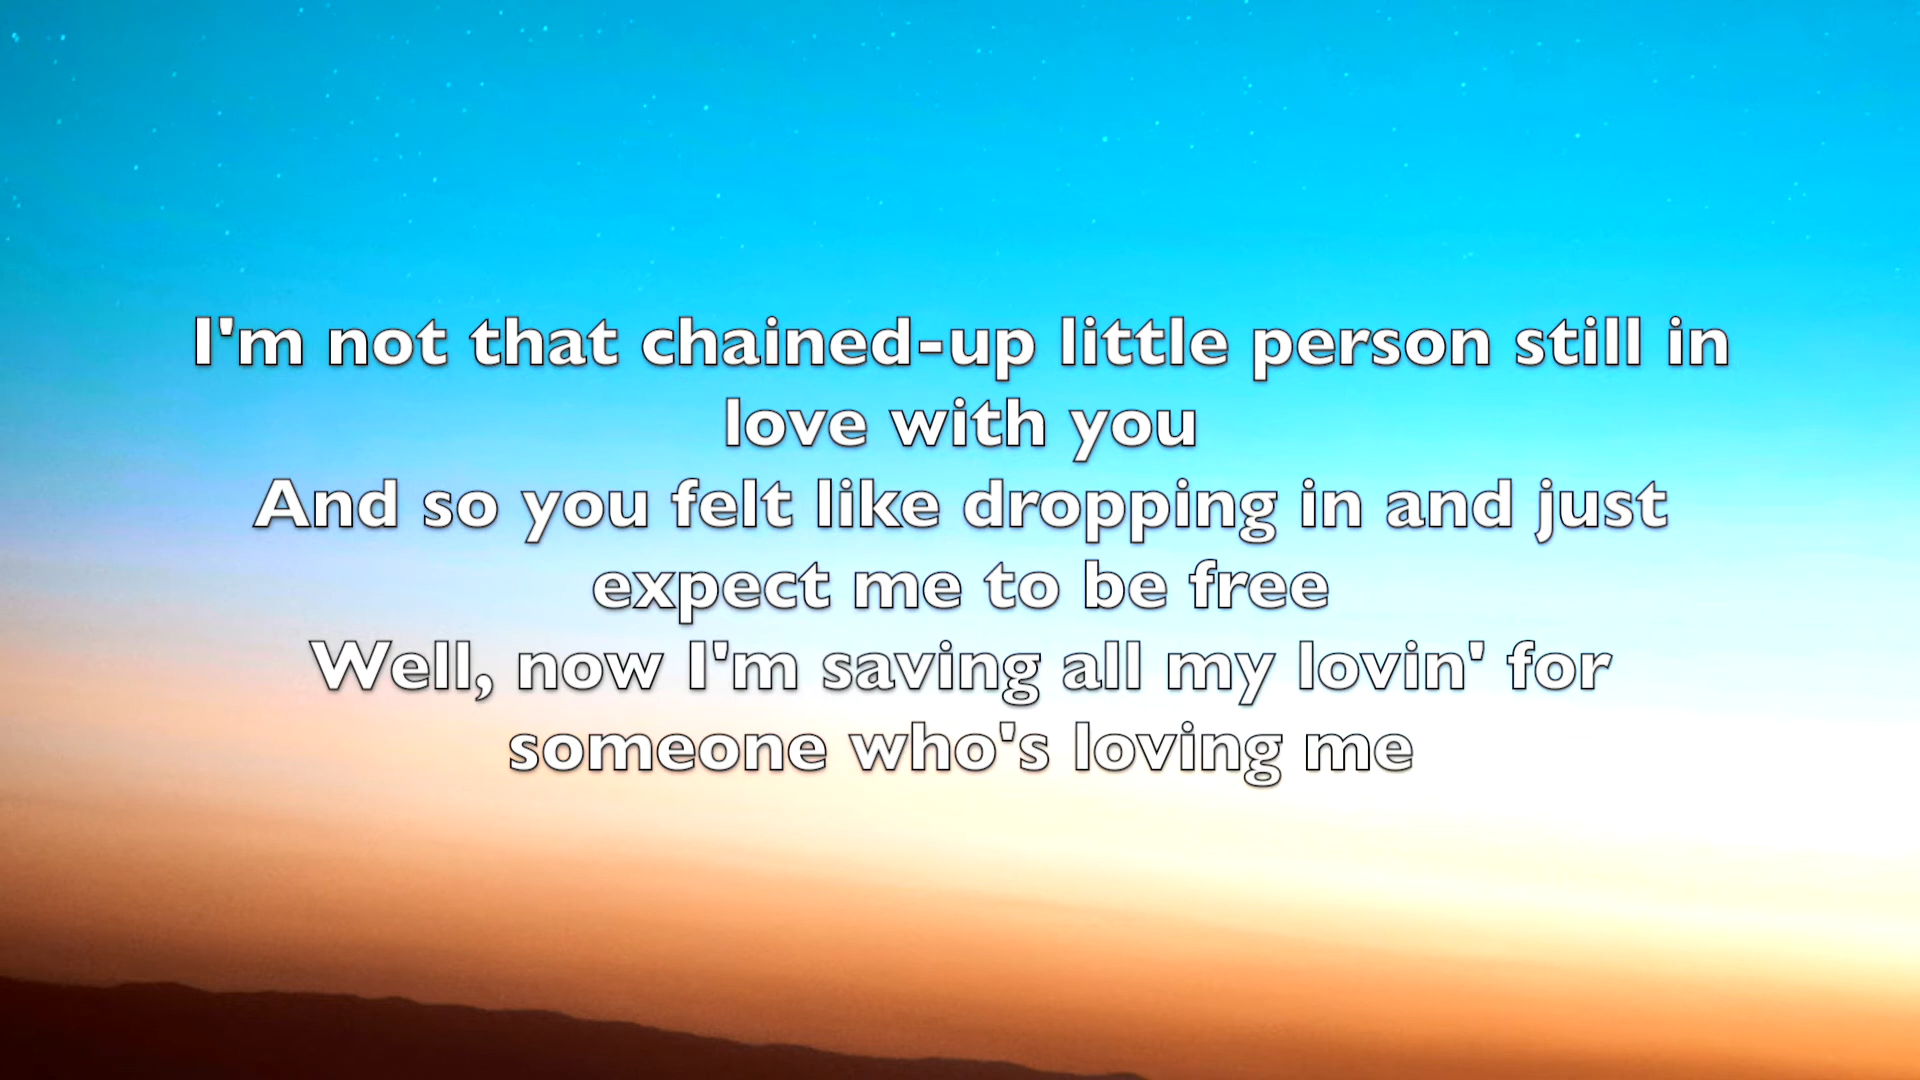 I'm not that chained-up little person still in
love with you
And so you felt like dropping in and just
expect me to be free
Well, now I'm saving all my lovin' for
someone who's loving me